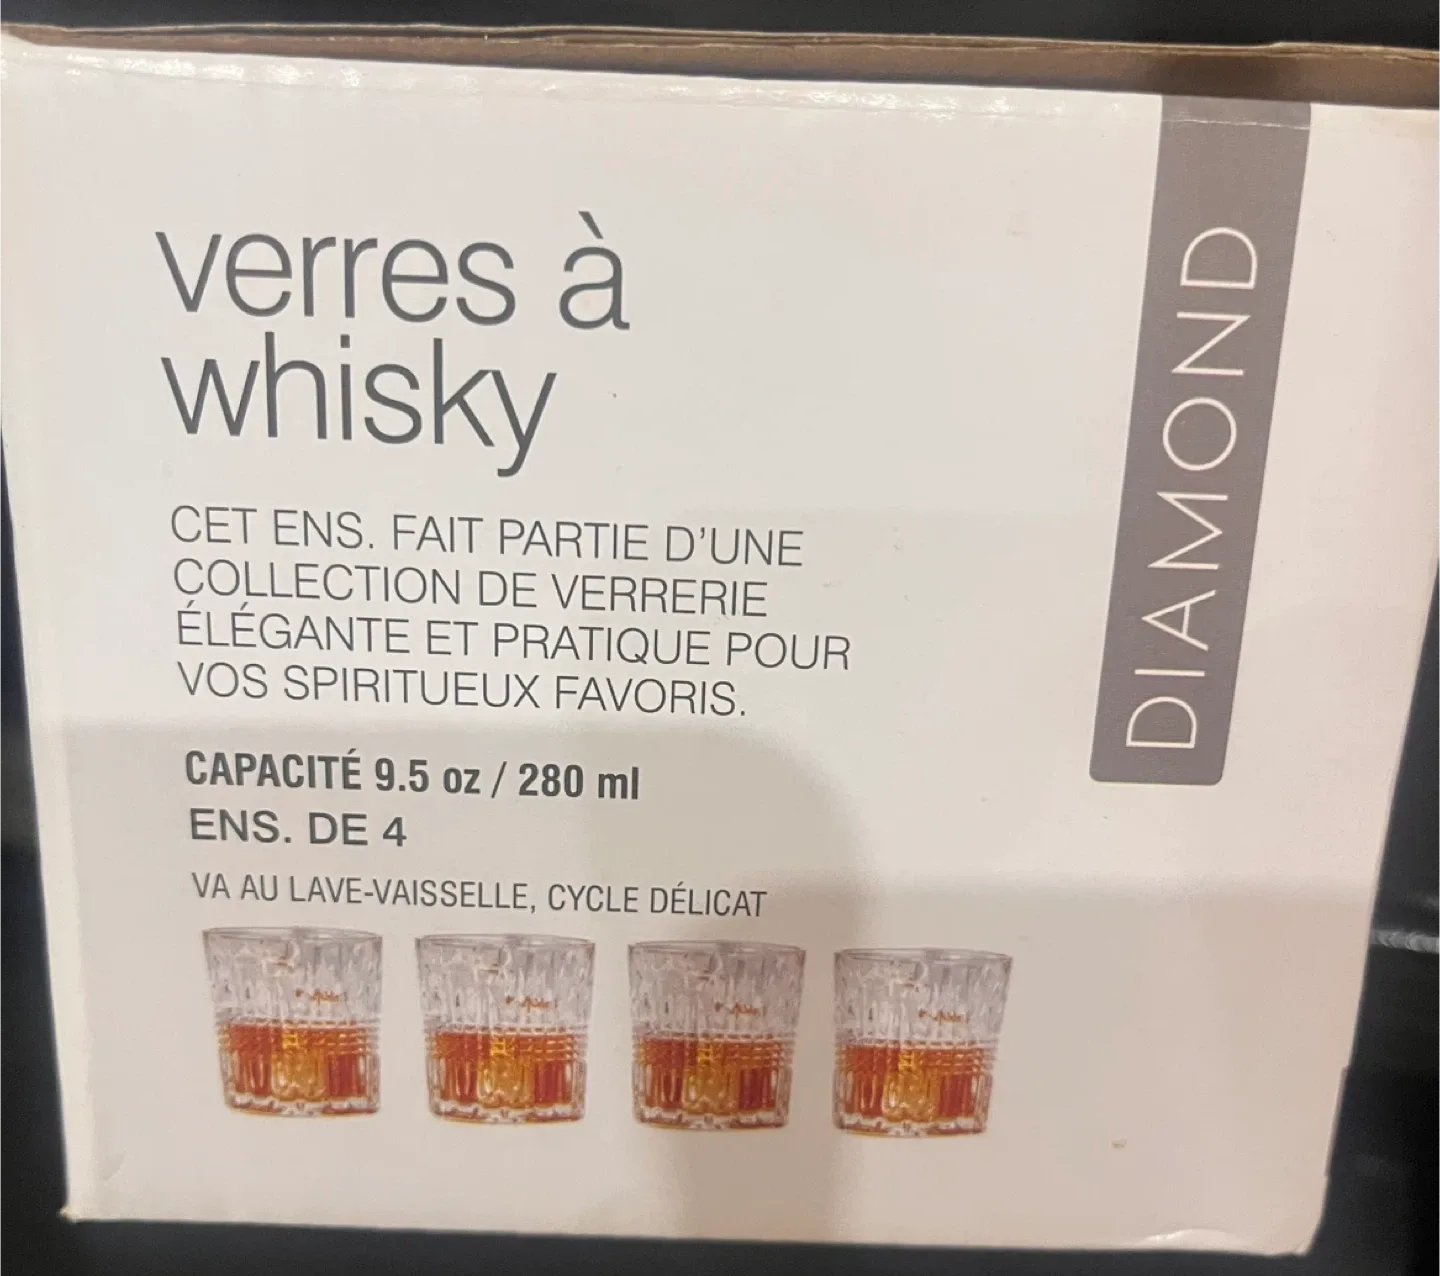 verres à
whisky
CET ENS. FAIT PARTIE D'UNE
COLLECTION DE VERRERIE
ÉLÉGANTE ET PRATIQUE POUR
VOS SPIRITUEUX FAVORIS.
CAPACITÉ 9.5 oz / 280 ml
ENS. DE 4
VA AU LAVE-VAISSELLE, CYCLE DÉLICAT
DIAMOND